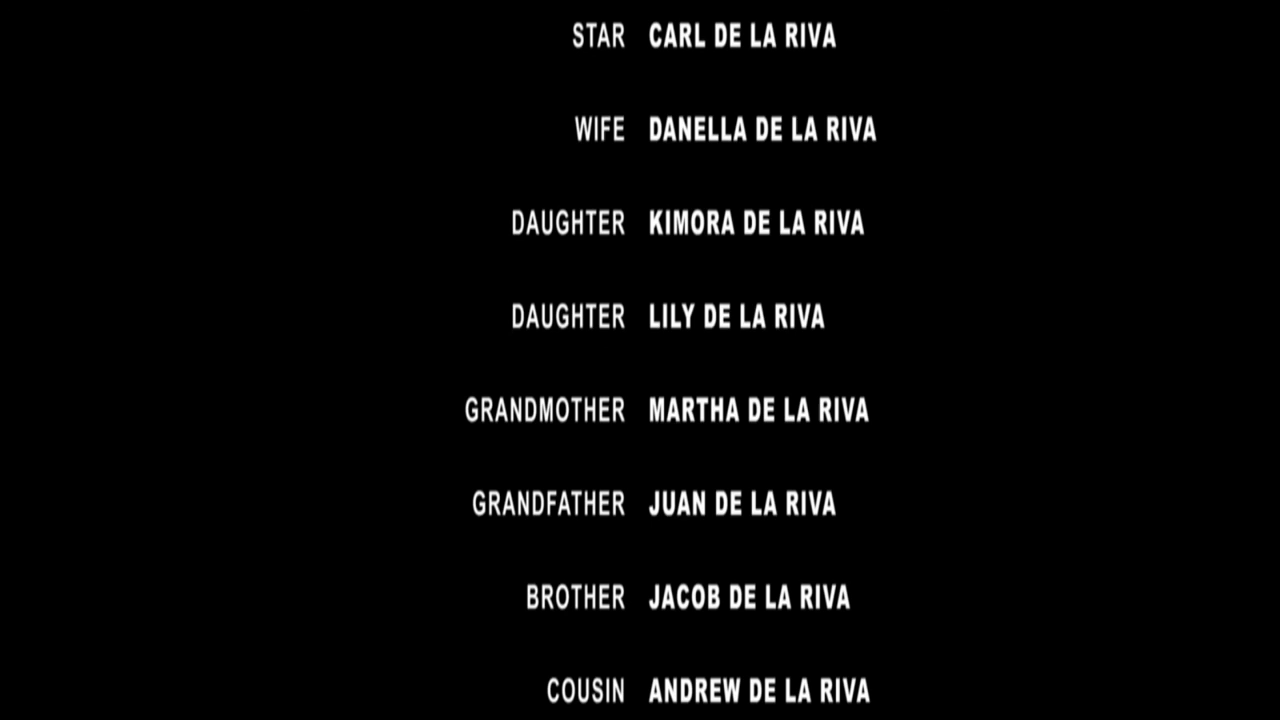 STAR CARL DE LA RIVA
WIFE DANELLA DE LA RIVA
DAUGHTER KIMORA DE LA RIVA
DAUGHTER LILY DE LA RIVA
GRANDMOTHER MARTHA DE LA RIVA
GRANDFATHER JUAN DE LA RIVA
BROTHER JACOB DE LA RIVA
COUSIN ANDREW DE LA RIVA